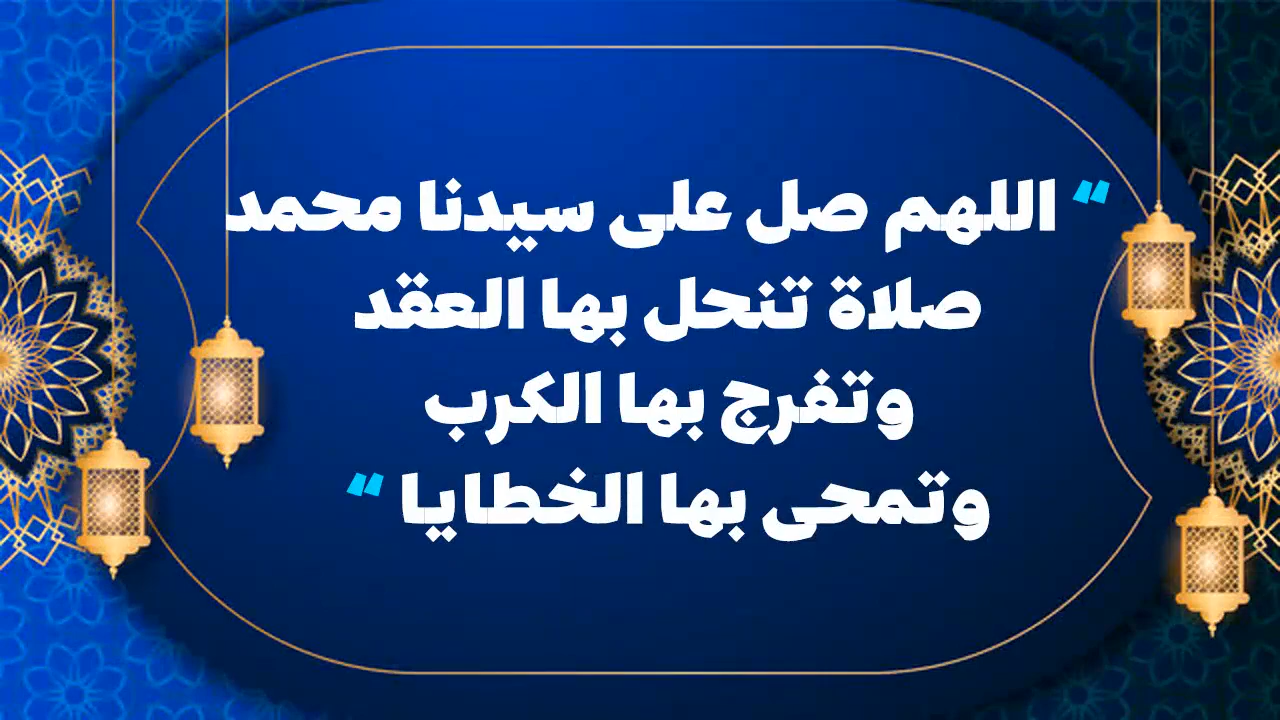 “ اللهم صل على سيدنا محمد
صلاة تنحل بها العقد
وتفرج بها الكرب
وتمحى بها الخطايا “